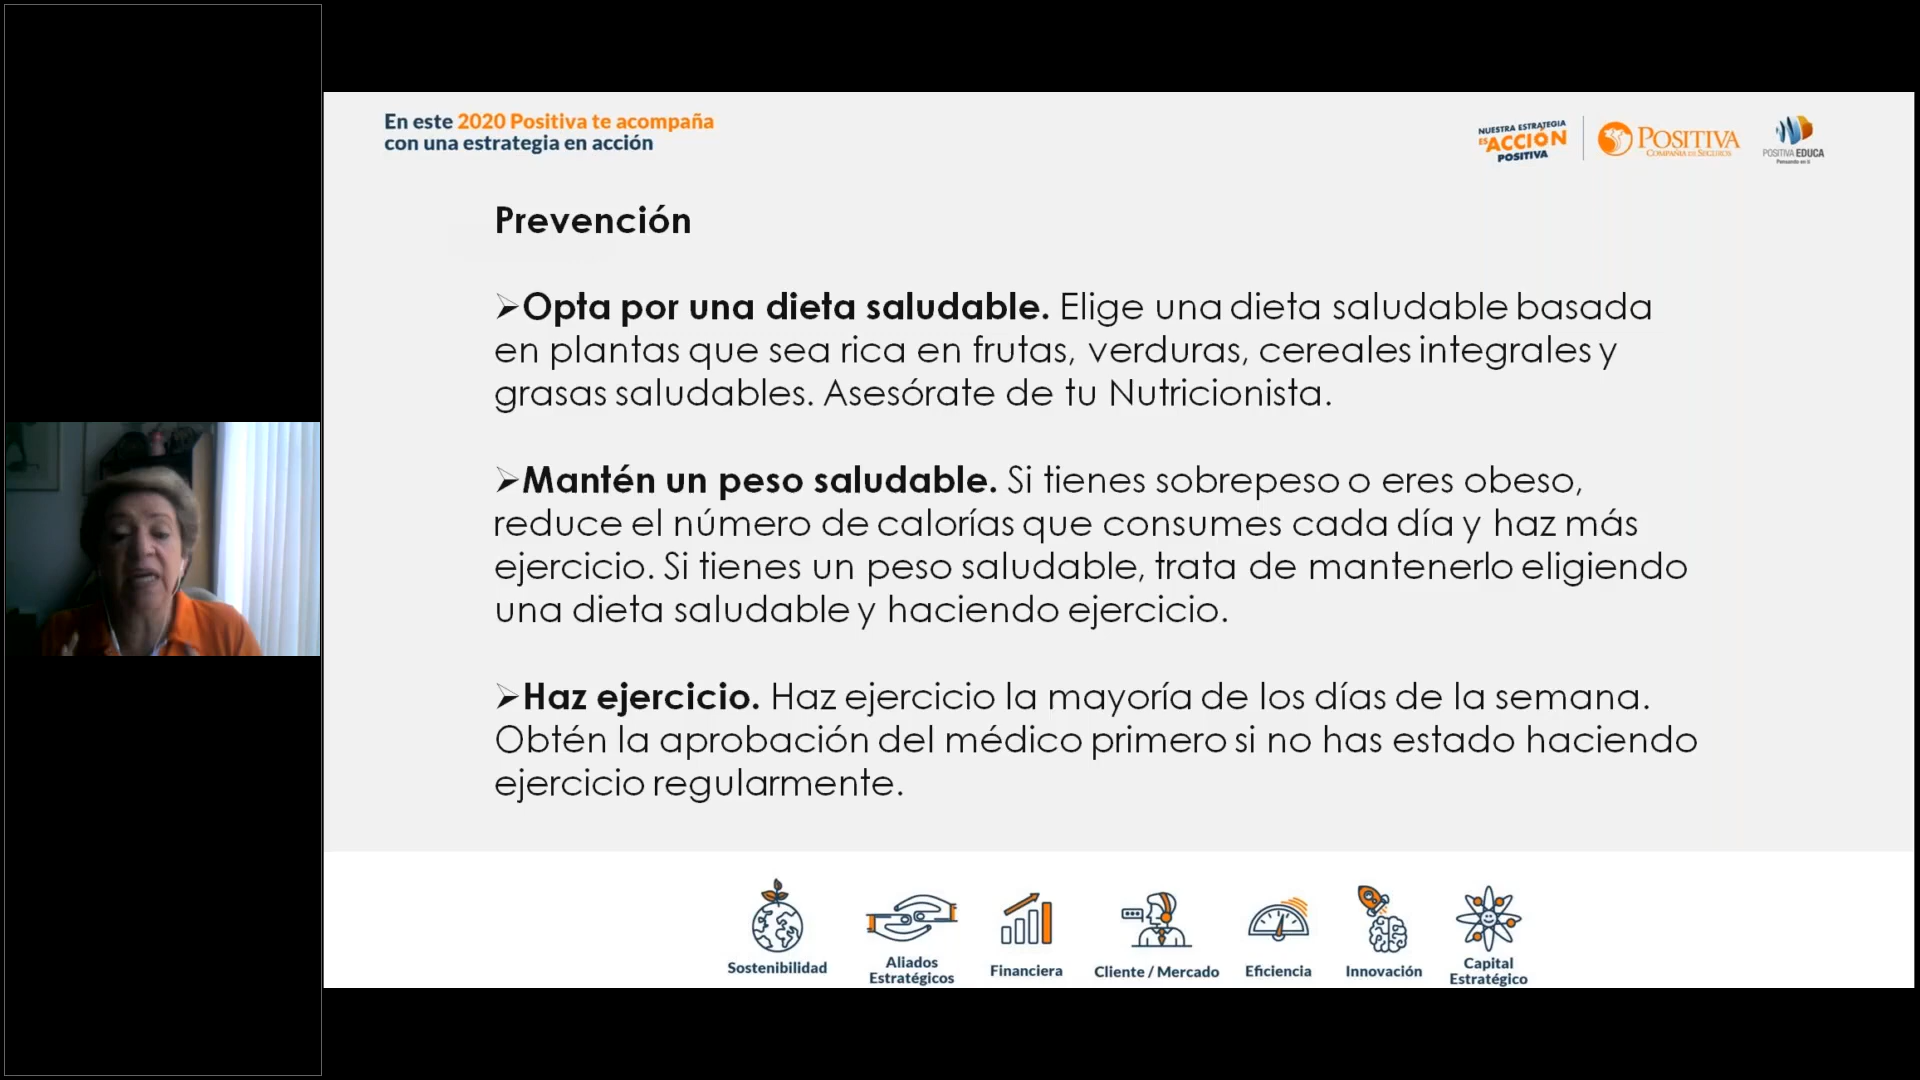 En este 2020 Positiva te acompaña
con una estrategia en acción
NUESTRA ESTRATEGIA
ES ACCIÓN
POSITIVA
POSITIVA
COMPAÑÍA DE SEGUROS
POSITIVA EDUCA
Pensando en ti
Prevención
➢Opta por una dieta saludable. Elige una dieta saludable basada
en plantas que sea rica en frutas, verduras, cereales integrales y
grasas saludables. Asesórate de tu Nutricionista.
➢Mantén un peso saludable. Si tienes sobrepeso o eres obeso,
reduce el número de calorías que consumes cada día y haz más
ejercicio. Si tienes un peso saludable, trata de mantenerlo eligiendo
una dieta saludable y haciendo ejercicio.
➢Haz ejercicio. Haz ejercicio la mayoría de los días de la semana.
Obtén la aprobación del médico primero si no has estado haciendo
ejercicio regularmente.
Sostenibilidad
Aliados
Estratégicos
Financiera
Cliente / Mercado
Eficiencia
Innovación
Capital
Estratégico